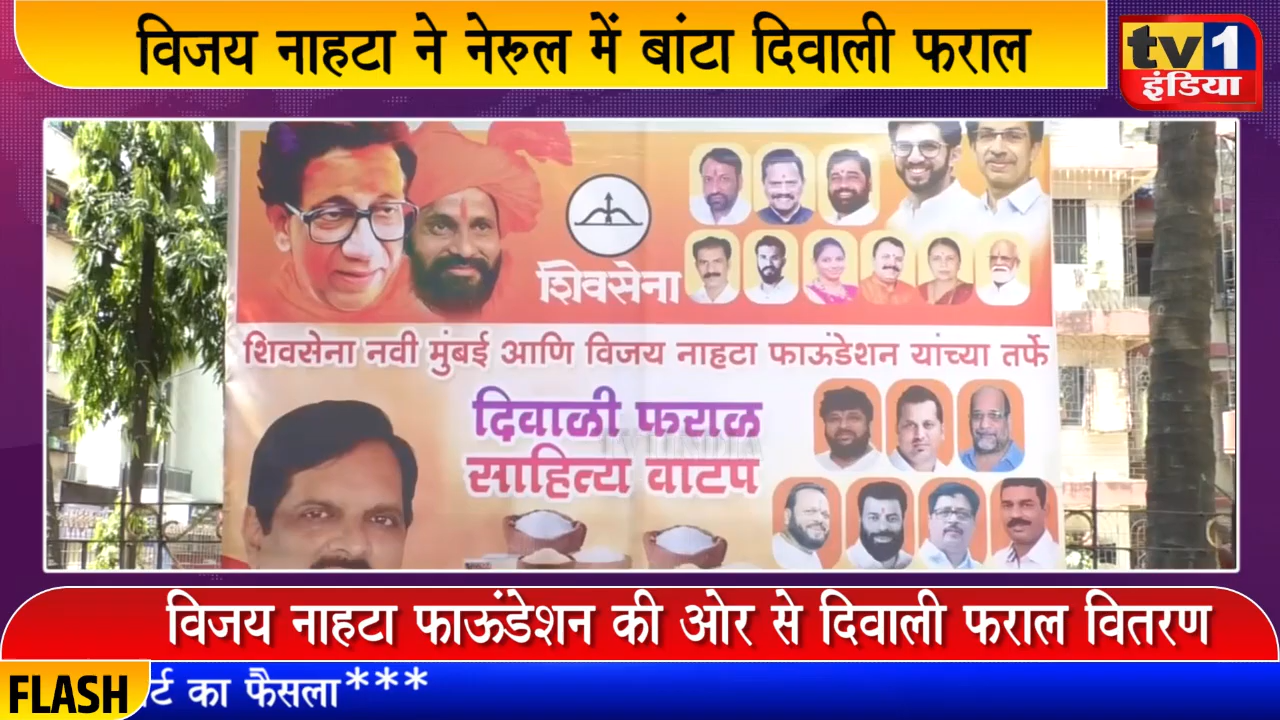 विजय नाहटा ने नेरूल में बांटा दिवाली फराल
tv1
इंडिया
शिवसेना
शिवसेना नवी मुंबई आणि विजय नाहटा फाऊंडेशन यांच्या तर्फे
दिवाळी फराळ
साहित्य वाटप
विजय नाहटा फाऊंडेशन की ओर से दिवाली फराल वितरण
FLASH
र्ट का फैसला***